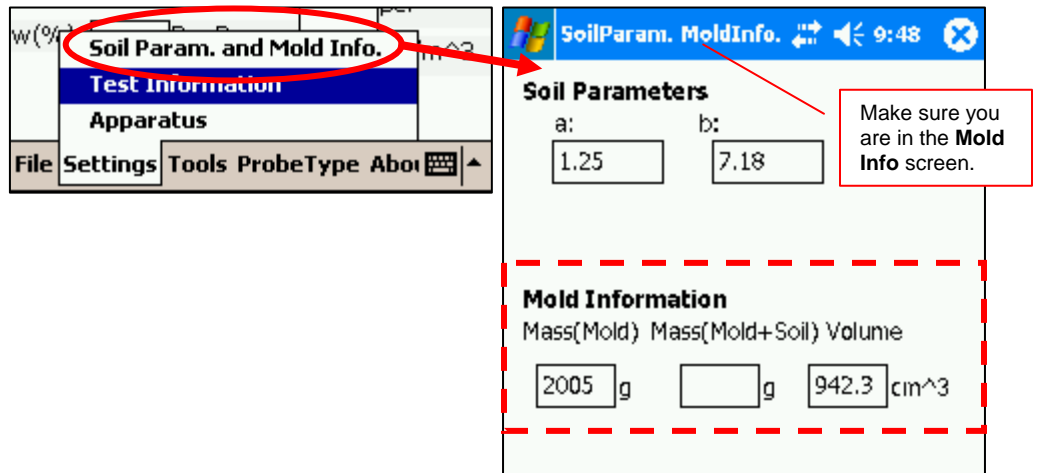 w(%)
Soil Param. and Mold Info.
Test Information
Apparatus
File Settings Tools ProbeType
SoilParam. MoldInfo. 9:48
Soil Parameters
a: b:
1.25 7.18
Make sure you
are in the Mold
Info screen.
Mold Information
Mass(Mold) Mass(Mold+Soil) Volume
2005 g g 942.3 cm^3